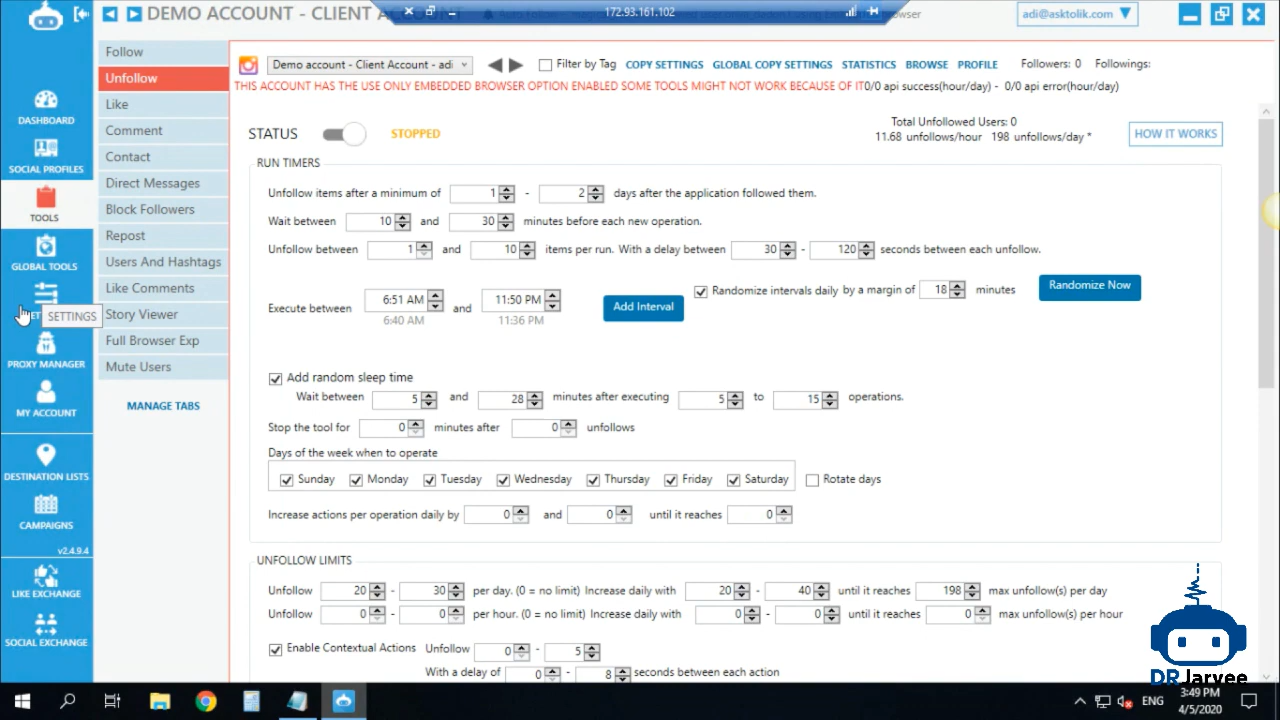 DEMO ACCOUNT - CLIENT ACCOUNT
172.93.161.102
adi@asktolik.com ▼
DASHBOARD
SOCIAL PROFILES
TOOLS
GLOBAL TOOLS
SETTINGS
PROXY MANAGER
MY ACCOUNT
DESTINATION LISTS
CAMPAIGNS
v2.4.9.4
LIKE EXCHANGE
SOCIAL EXCHANGE
Follow
Unfollow
Like
Comment
Contact
Direct Messages
Block Followers
Repost
Users And Hashtags
Like Comments
Story Viewer
Full Browser Exp
Mute Users
MANAGE TABS
Demo account - Client Account - adi
Filter by Tag COPY SETTINGS GLOBAL COPY SETTINGS STATISTICS BROWSE PROFILE Followers: 0 Followings:
THIS ACCOUNT HAS THE USE ONLY EMBEDDED BROWSER OPTION ENABLED SOME TOOLS MIGHT NOT WORK BECAUSE OF IT0/0 api success(hour/day) - 0/0 api error(hour/day)
STATUS STOPPED
Total Unfollowed Users: 0
11.68 unfollows/hour 198 unfollows/day *
HOW IT WORKS
RUN TIMERS
Unfollow items after a minimum of 1 - 2 days after the application followed them.
Wait between 10 and 30 minutes before each new operation.
Unfollow between 1 and 10 items per run. With a delay between 30 - 120 seconds between each unfollow.
Execute between 6:51 AM and 11:50 PM Add Interval Randomize intervals daily by a margin of 18 minutes Randomize Now
6:40 AM 11:36 PM
Add random sleep time
Wait between 5 and 28 minutes after executing 5 to 15 operations.
Stop the tool for 0 minutes after 0 unfollows
Days of the week when to operate
Sunday Monday Tuesday Wednesday Thursday Friday Saturday Rotate days
Increase actions per operation daily by 0 and 0 until it reaches 0
UNFOLLOW LIMITS
Unfollow 20 - 30 per day. (0 = no limit) Increase daily with 20 - 40 until it reaches 198 max unfollow(s) per day
Unfollow 0 - 0 per hour. (0 = no limit) Increase daily with 0 - 0 until it reaches 0 max unfollow(s) per hour
Enable Contextual Actions Unfollow 0 - 5
With a delay of 0 - 8 seconds between each action
DR Jarvee
ENG
3:49 PM
4/5/2020